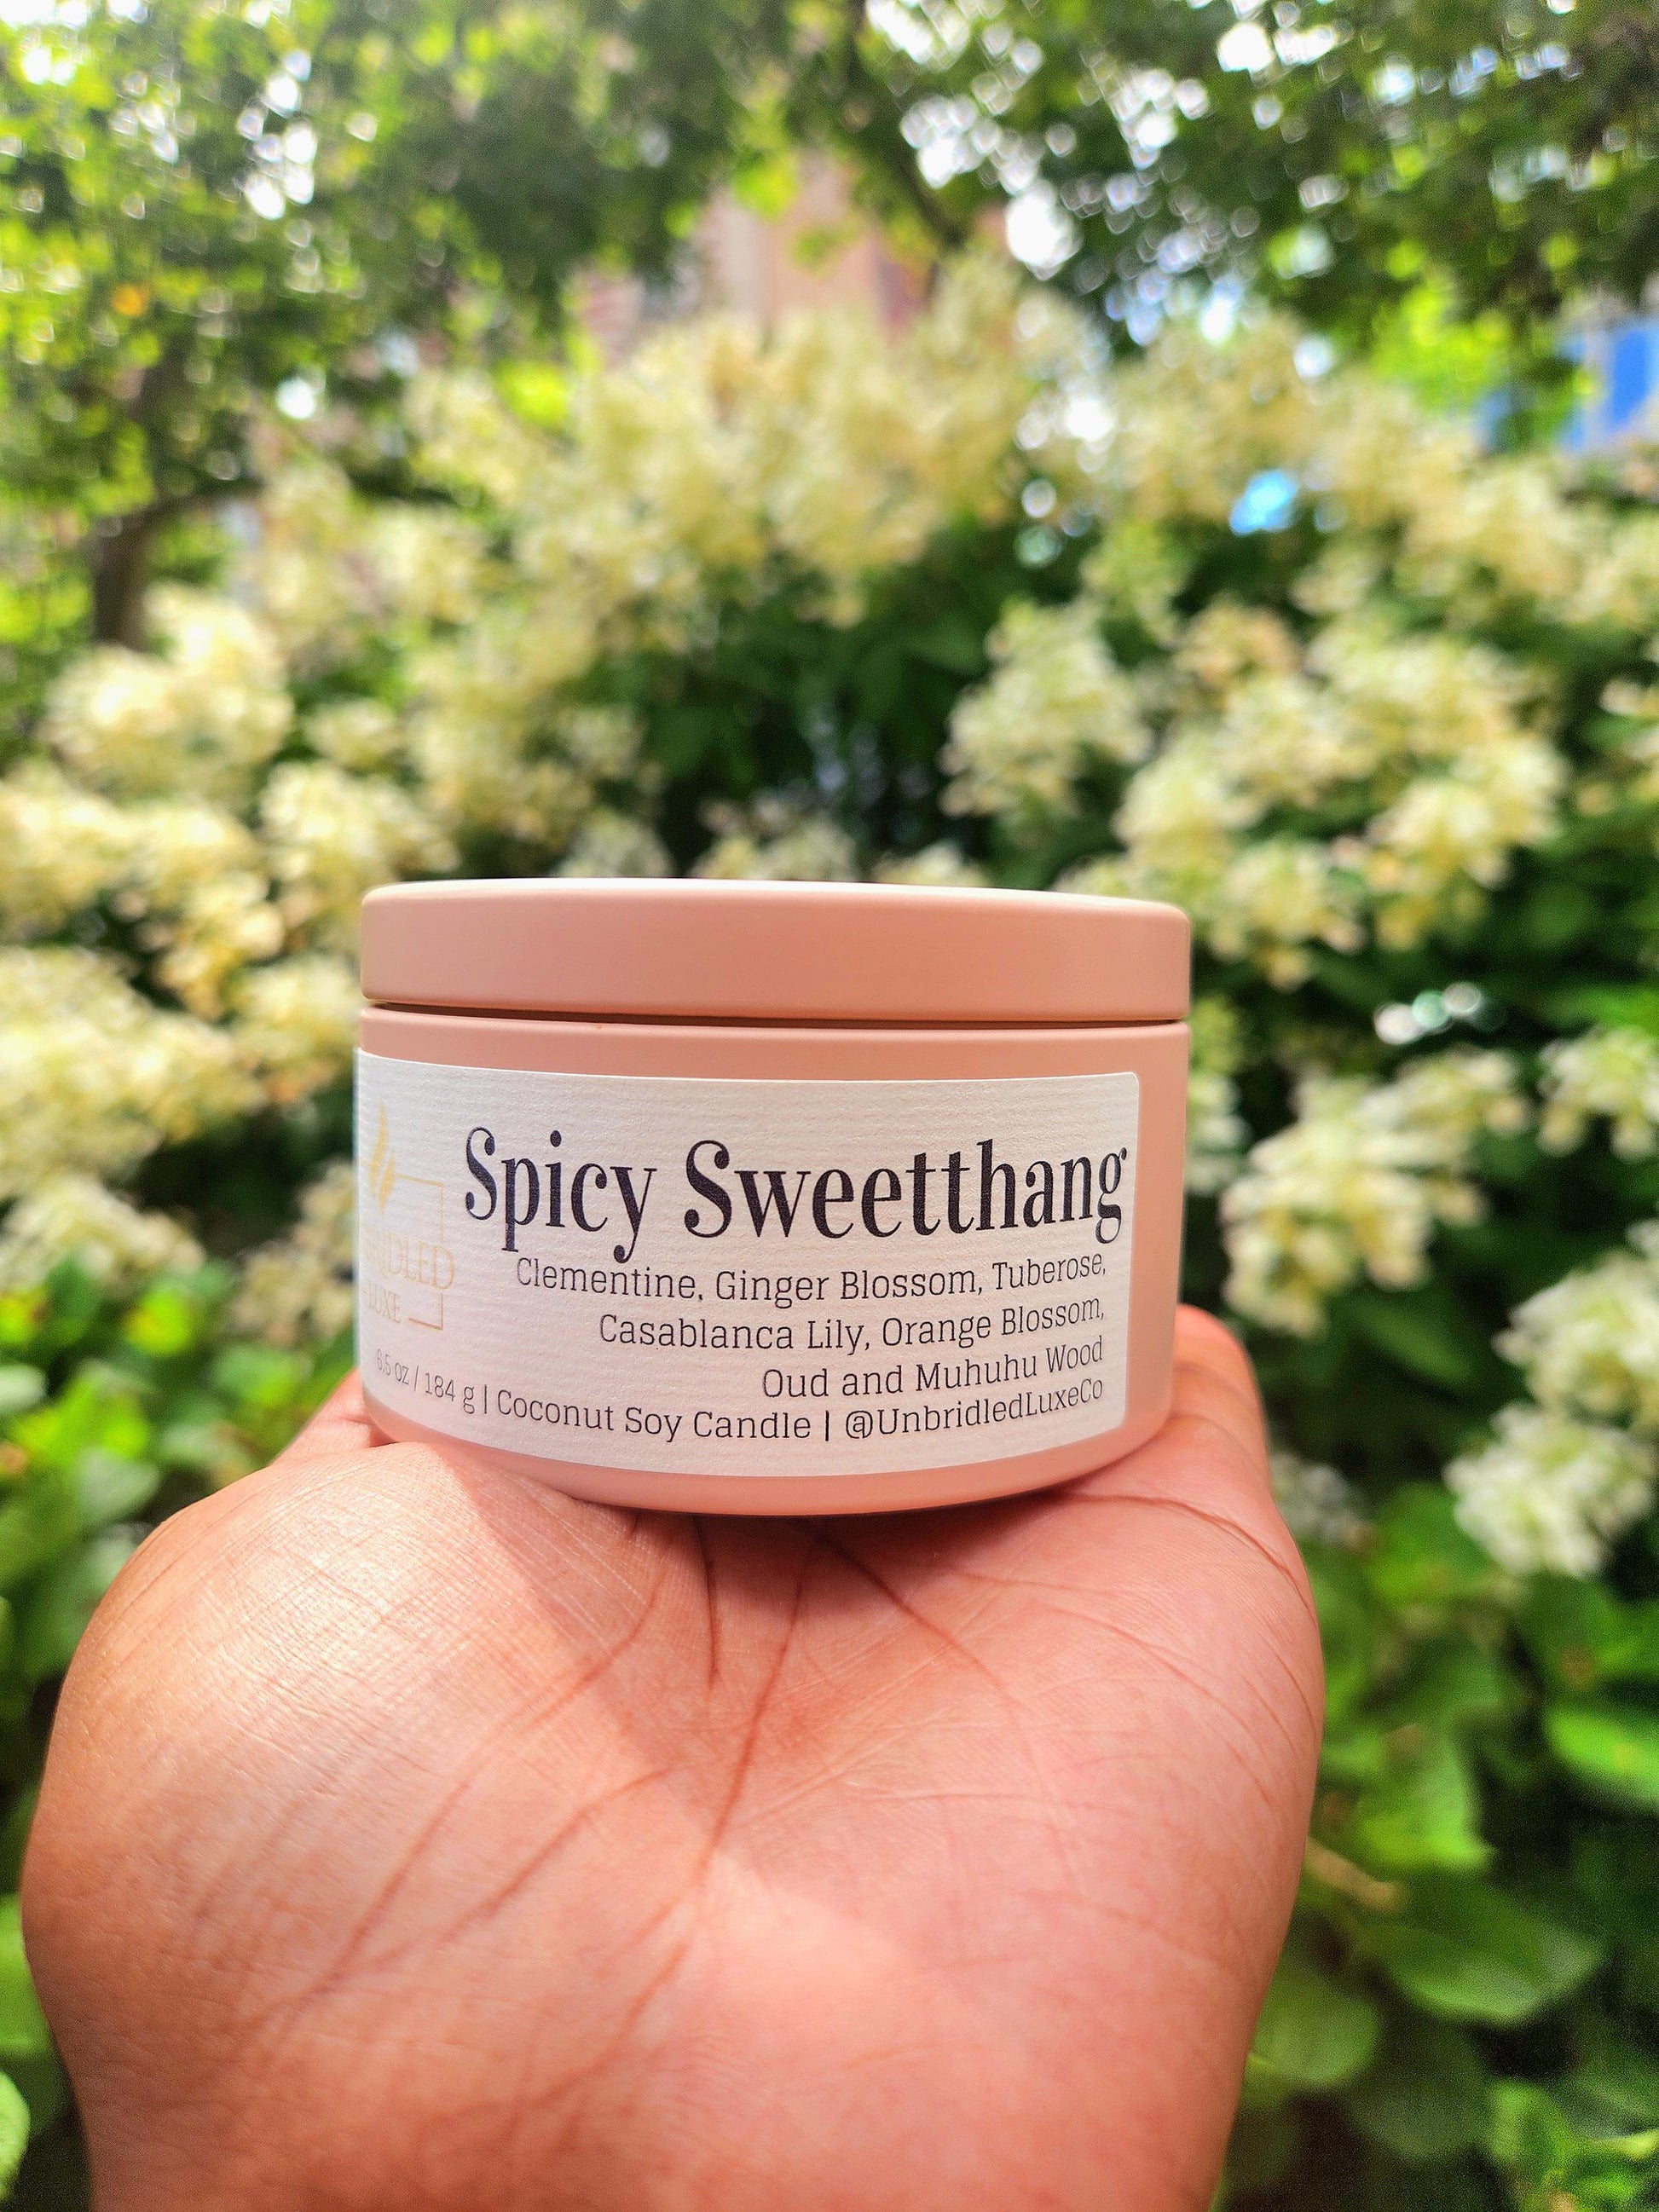 Spicy Sweetthang
Clementine, Ginger Blossom, Tuberose,
Casablanca Lily, Orange Blossom,
Oud and Muhuhu Wood
6.5 oz / 184 g | Coconut Soy Candle | @UnbridledLuxeCo